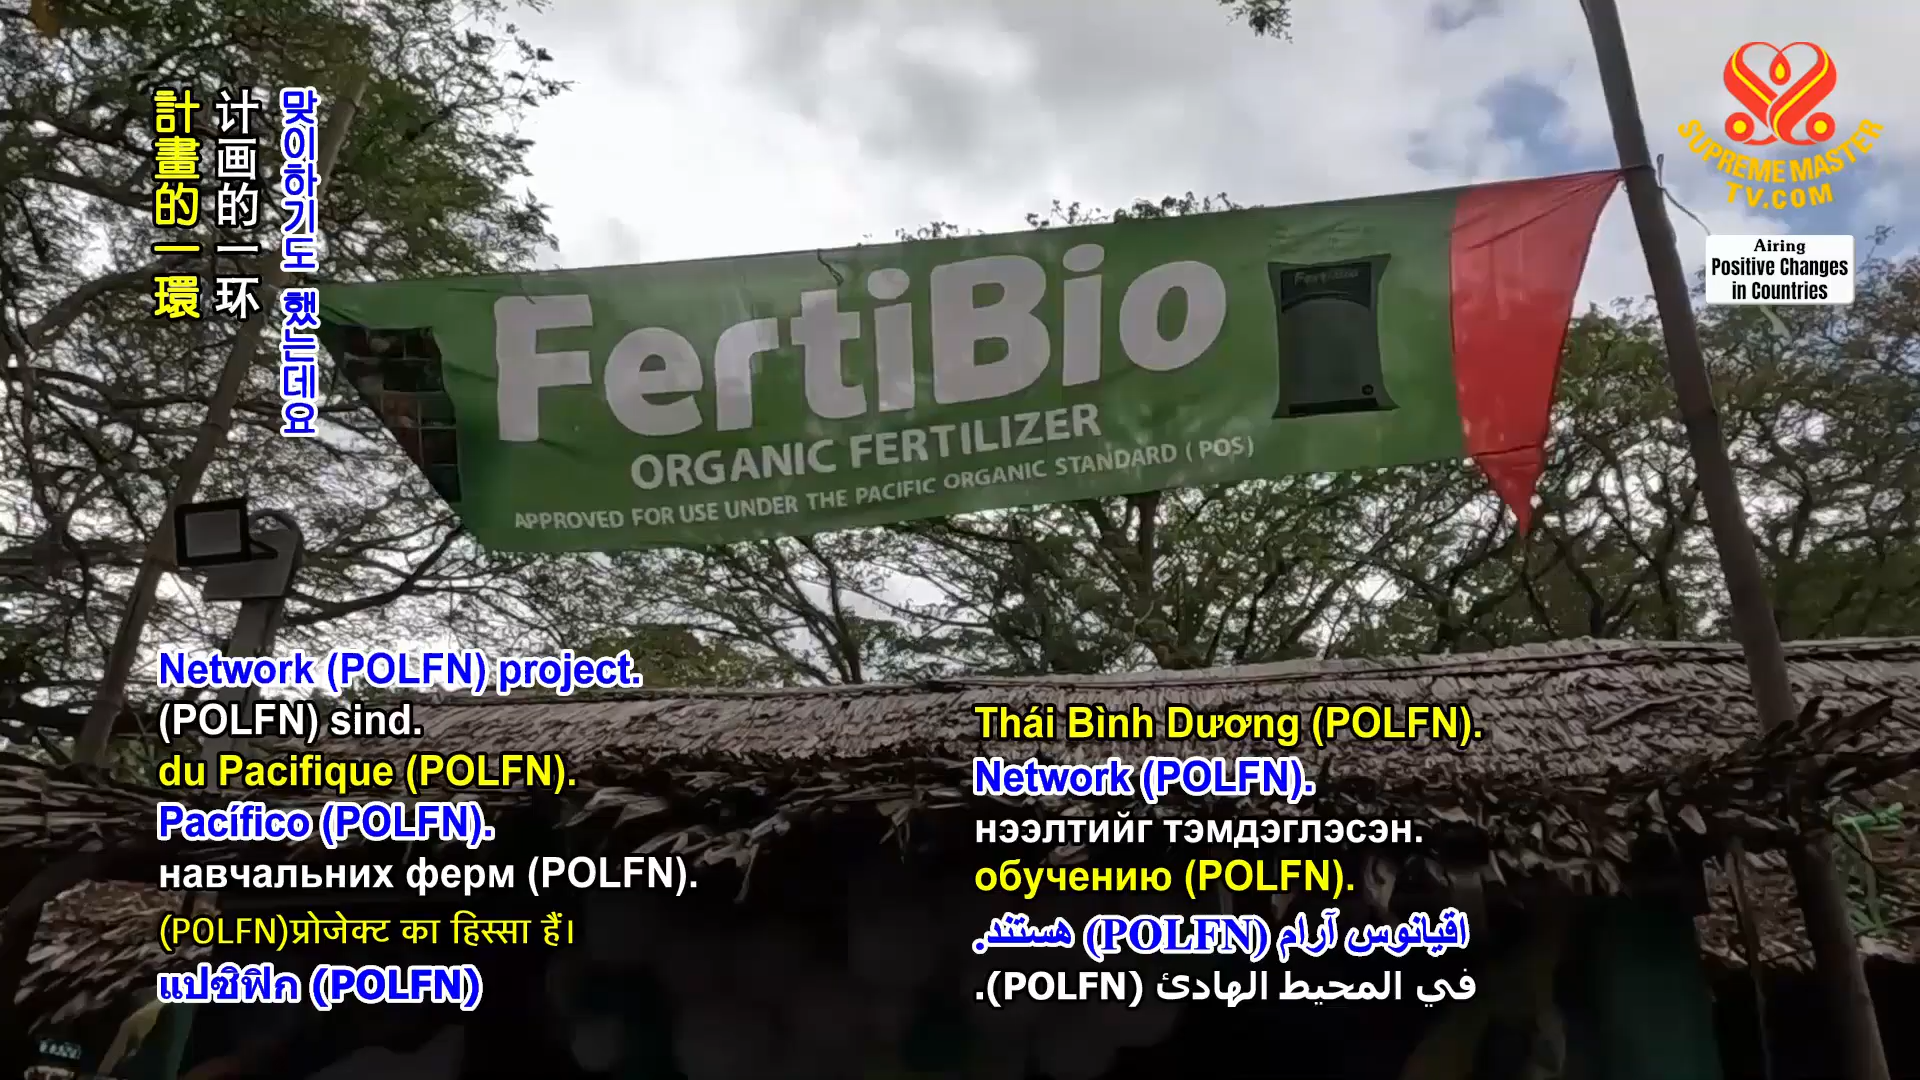 計畫的一環
计画的一环
맞이하기도 했는데요
SUPREME MASTER
TV.COM
Airing
Positive Changes
in Countries
FertiBio
FertiBio
ORGANIC FERTILIZER
APPROVED FOR USE UNDER THE PACIFIC ORGANIC STANDARD ( POS)
Network (POLFN) project.
(POLFN) sind.
du Pacifique (POLFN).
Pacífico (POLFN).
навчальних ферм (POLFN).
(POLFN)प्रोजेक्ट का हिस्सा हैं।
แปซิฟิก (POLFN)
Thái Bình Dương (POLFN).
Network (POLFN).
нээлтийг тэмдэглэсэн.
обучению (POLFN).
اقیانوس آرام (POLFN) هستند.
في المحيط الهادئ (POLFN).